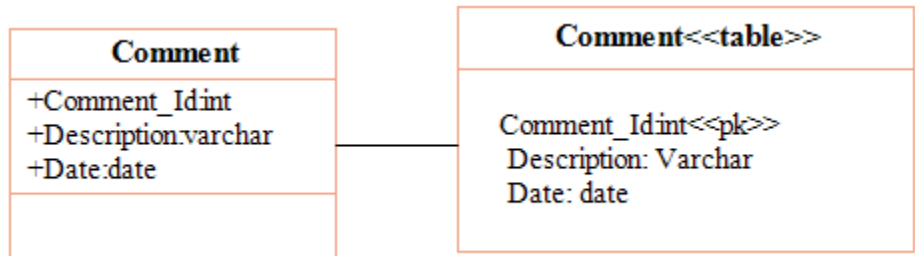 Comment
+Comment_Id:int
+Description:varchar
+Date:date
Comment<<table>>
Comment_Id:int<<pk>>
Description: Varchar
Date: date